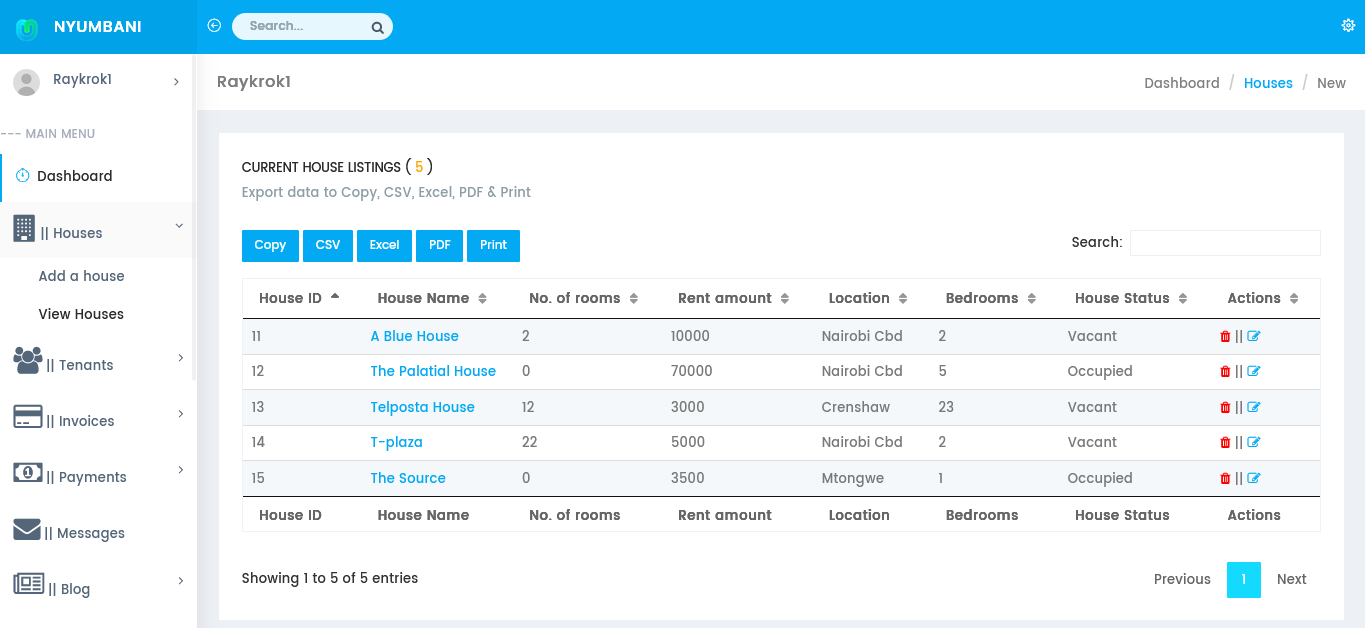 NYUMBANI
Search...
Raykrok1
--- MAIN MENU
Dashboard
|| Houses
Add a house
View Houses
|| Tenants
|| Invoices
|| Payments
|| Messages
|| Blog
Raykrok1
Dashboard / Houses / New
CURRENT HOUSE LISTINGS ( 5 )
Export data to Copy, CSV, Excel, PDF & Print
Copy CSV Excel PDF Print
Search:
House ID House Name No. of rooms Rent amount Location Bedrooms House Status Actions
11 A Blue House 2 10000 Nairobi Cbd 2 Vacant ||
12 The Palatial House 0 70000 Nairobi Cbd 5 Occupied ||
13 Telposta House 12 3000 Crenshaw 23 Vacant ||
14 T-plaza 22 5000 Nairobi Cbd 2 Vacant ||
15 The Source 0 3500 Mtongwe 1 Occupied ||
House ID House Name No. of rooms Rent amount Location Bedrooms House Status Actions
Showing 1 to 5 of 5 entries
Previous 1 Next